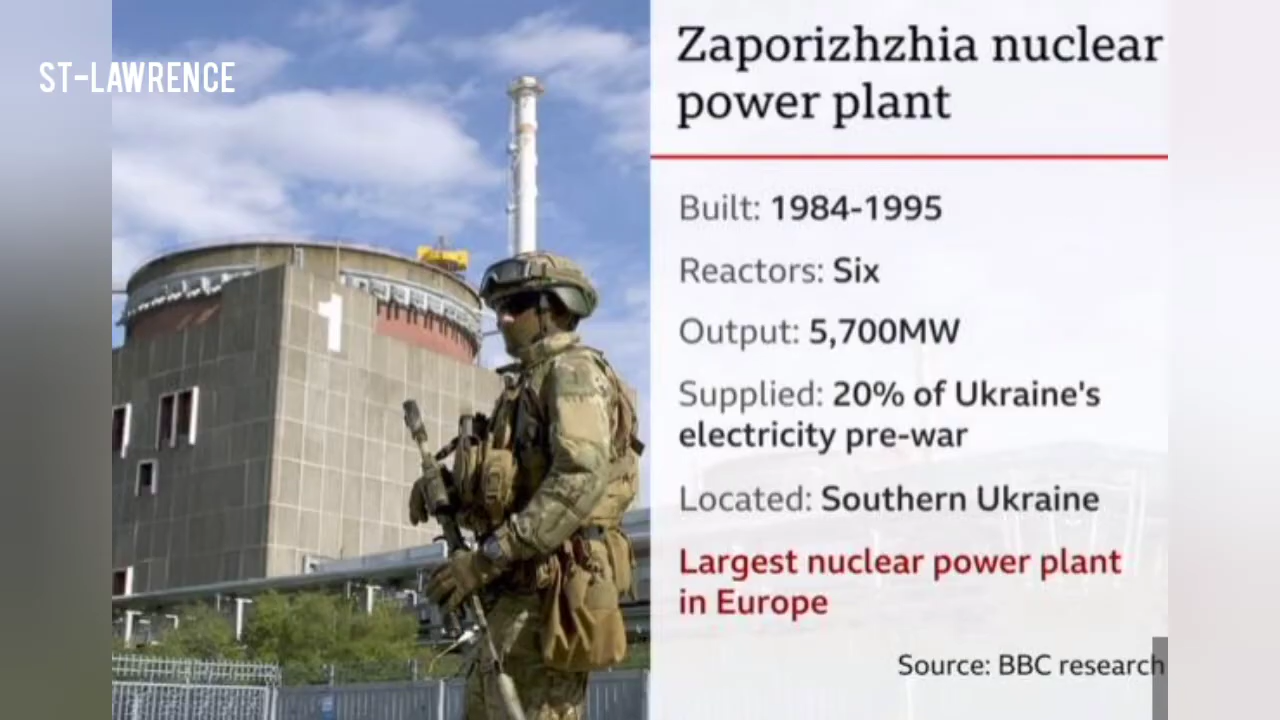 ST-LAWRENCE
Zaporizhzhia nuclear
power plant
Built: 1984-1995
Reactors: Six
Output: 5,700MW
Supplied: 20% of Ukraine's
electricity pre-war
Located: Southern Ukraine
Largest nuclear power plant
in Europe
Source: BBC research
1